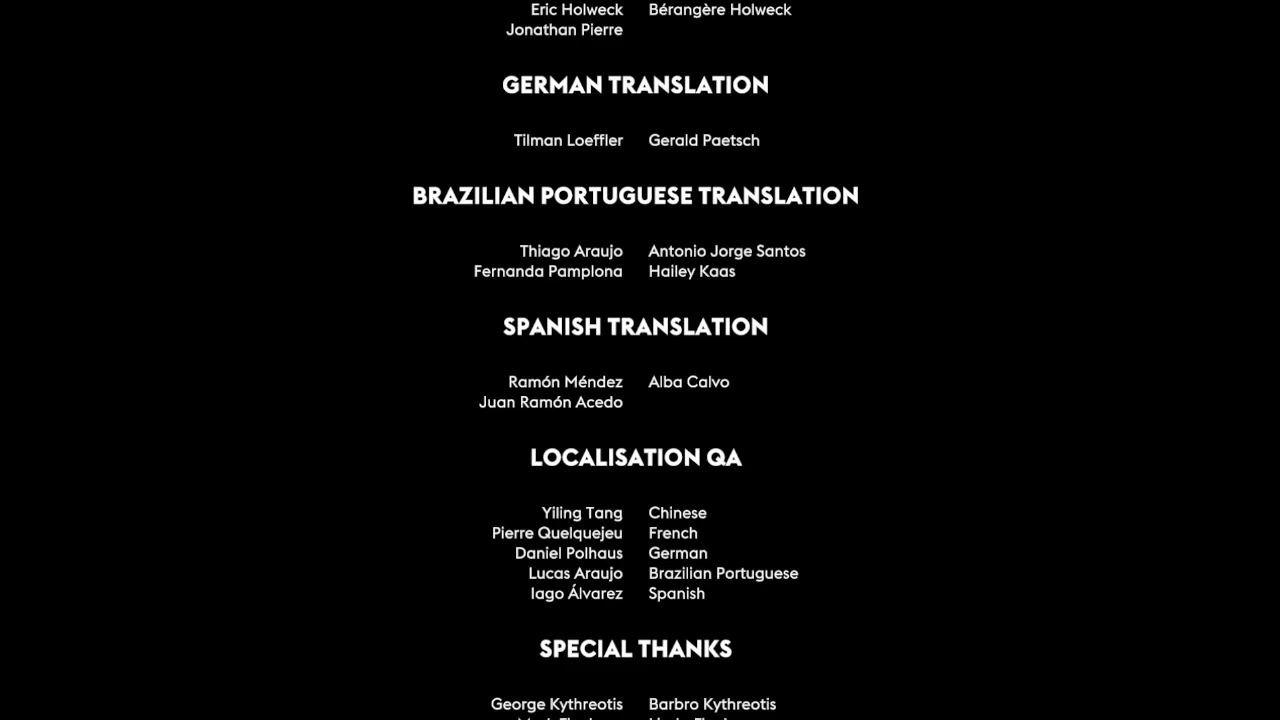 Eric Holweck Bérangère Holweck
Jonathan Pierre
GERMAN TRANSLATION
Tilman Loeffler Gerald Paetsch
BRAZILIAN PORTUGUESE TRANSLATION
Thiago Araujo Antonio Jorge Santos
Fernanda Pamplona Hailey Kaas
SPANISH TRANSLATION
Ramón Méndez Alba Calvo
Juan Ramón Acedo
LOCALISATION QA
Yiling Tang Chinese
Pierre Quelquejeu French
Daniel Polhaus German
Lucas Araujo Brazilian Portuguese
Iago Álvarez Spanish
SPECIAL THANKS
George Kythreotis Barbro Kythreotis